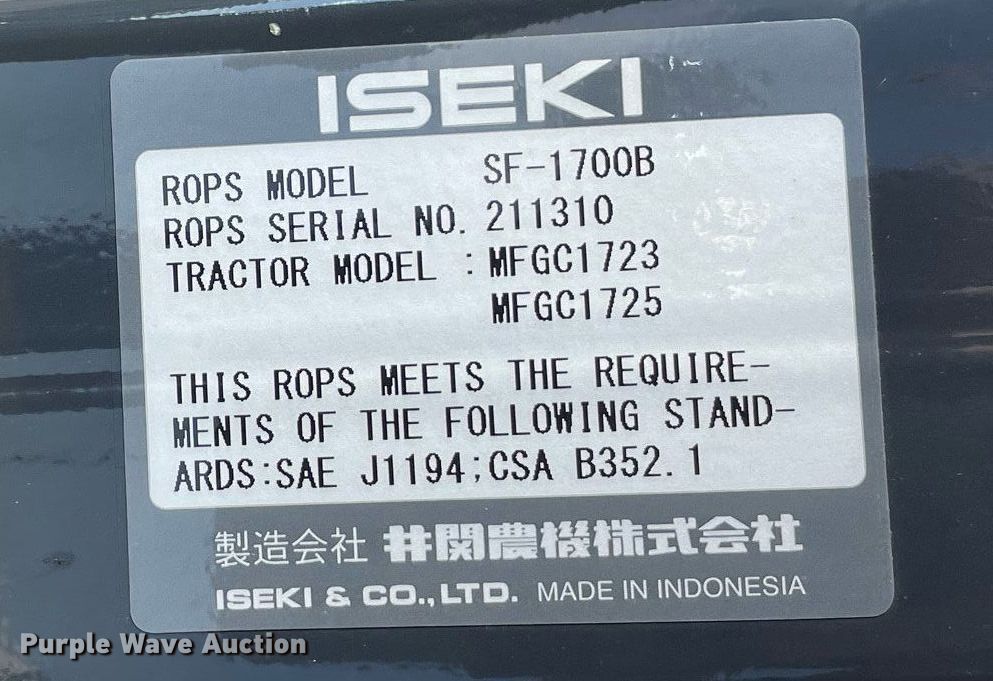 ISEKI
ROPS MODEL SF-1700B
ROPS SERIAL NO. 211310
TRACTOR MODEL : MFGC1723
MFGC1725
THIS ROPS MEETS THE REQUIRE-
MENTS OF THE FOLLOWING STAND-
ARDS:SAE J1194;CSA B352.1
製造会社 井関農機株式会社
ISEKI & CO.,LTD. MADE IN INDONESIA
Purple Wave Auction